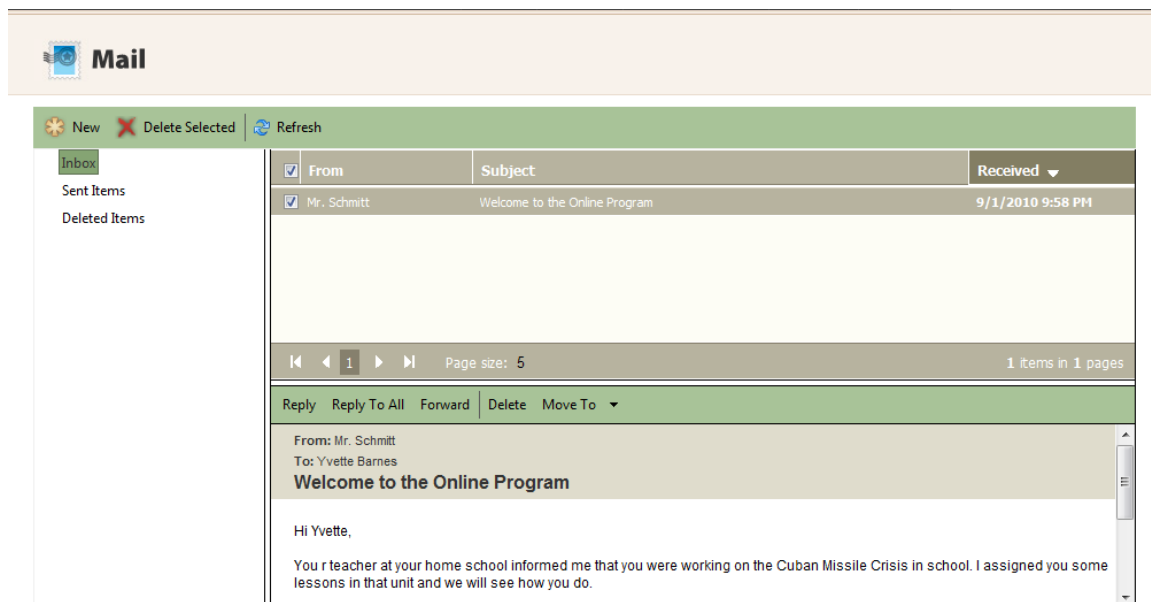 Mail
New Delete Selected Refresh
Inbox
Sent Items
Deleted Items
From Subject Received
Mr. Schmitt Welcome to the Online Program 9/1/2010 9:58 PM
1 Page size: 5 1 items in 1 pages
Reply Reply To All Forward Delete Move To
From: Mr. Schmitt
To: Yvette Barnes
Welcome to the Online Program
Hi Yvette,
You r teacher at your home school informed me that you were working on the Cuban Missile Crisis in school. I assigned you some
lessons in that unit and we will see how you do.